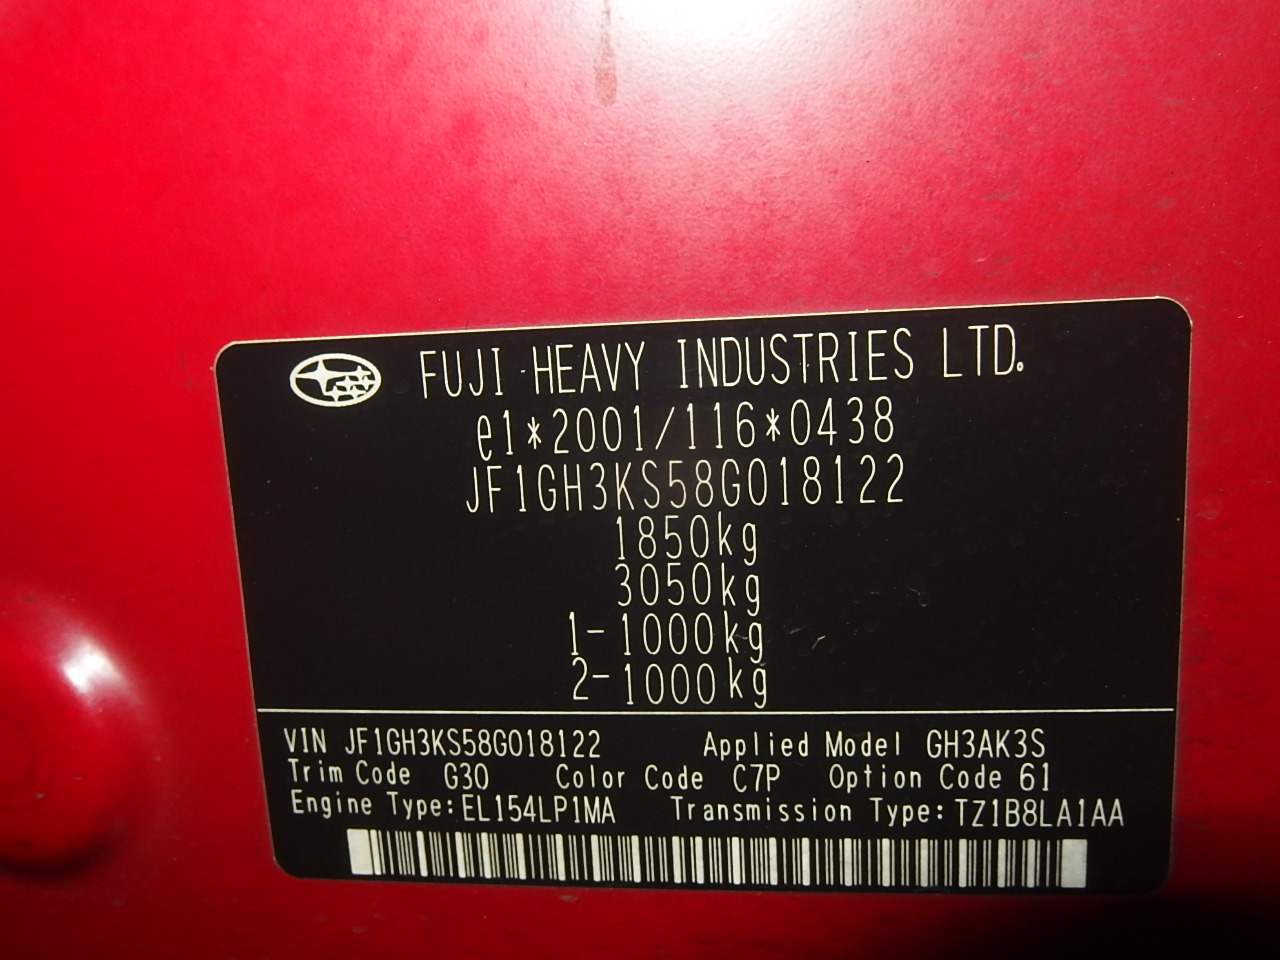 FUJI HEAVY INDUSTRIES LTD.
e1*2001/116*0438
JF1GH3KS58G018122
1850kg
3050kg
1-1000kg
2-1000kg
VIN JF1GH3KS58G018122 Applied Model GH3AK3S
Trim Code G30 Color Code C7P Option Code 61
Engine Type:EL154LP1MA Transmission Type:TZ1B8LA1AA